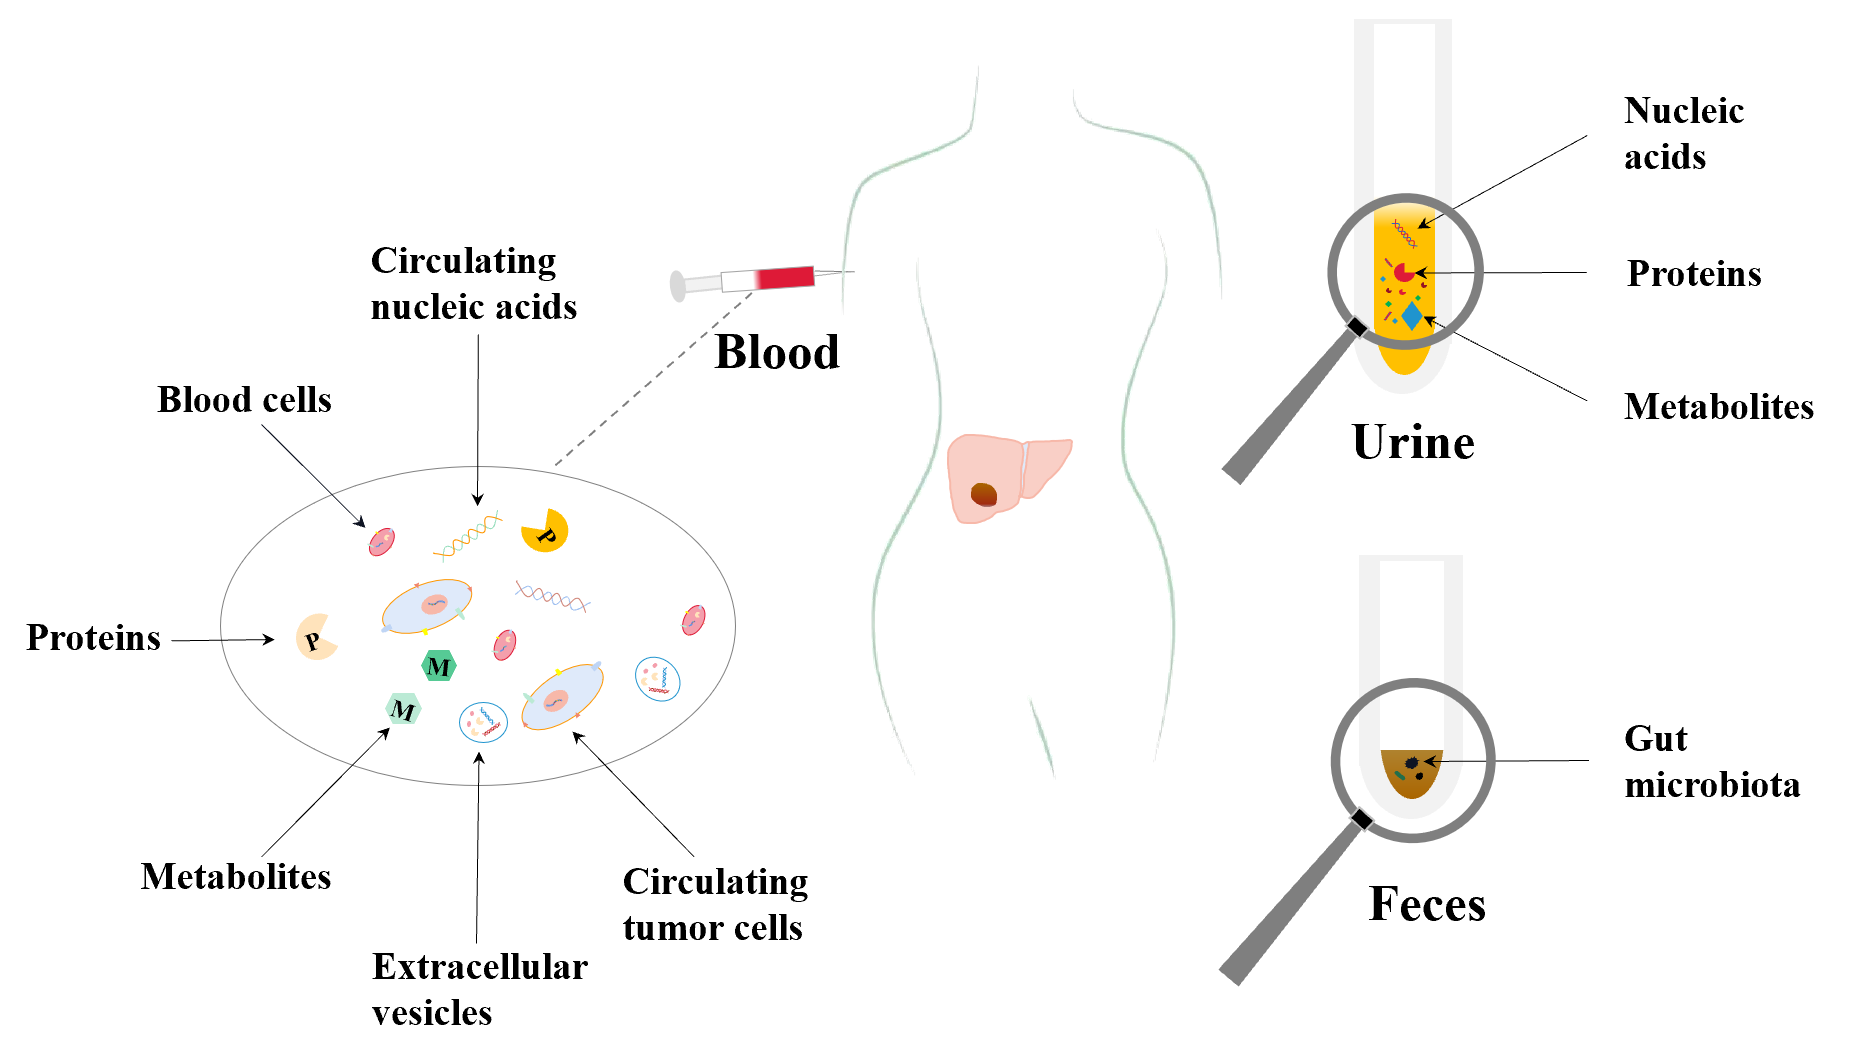 Circulating
nucleic acids
Blood cells
Proteins
P
P
M
M
Metabolites
Extracellular
vesicles
Circulating
tumor cells
Blood
Nucleic
acids
Proteins
Metabolites
Urine
Gut
microbiota
Feces